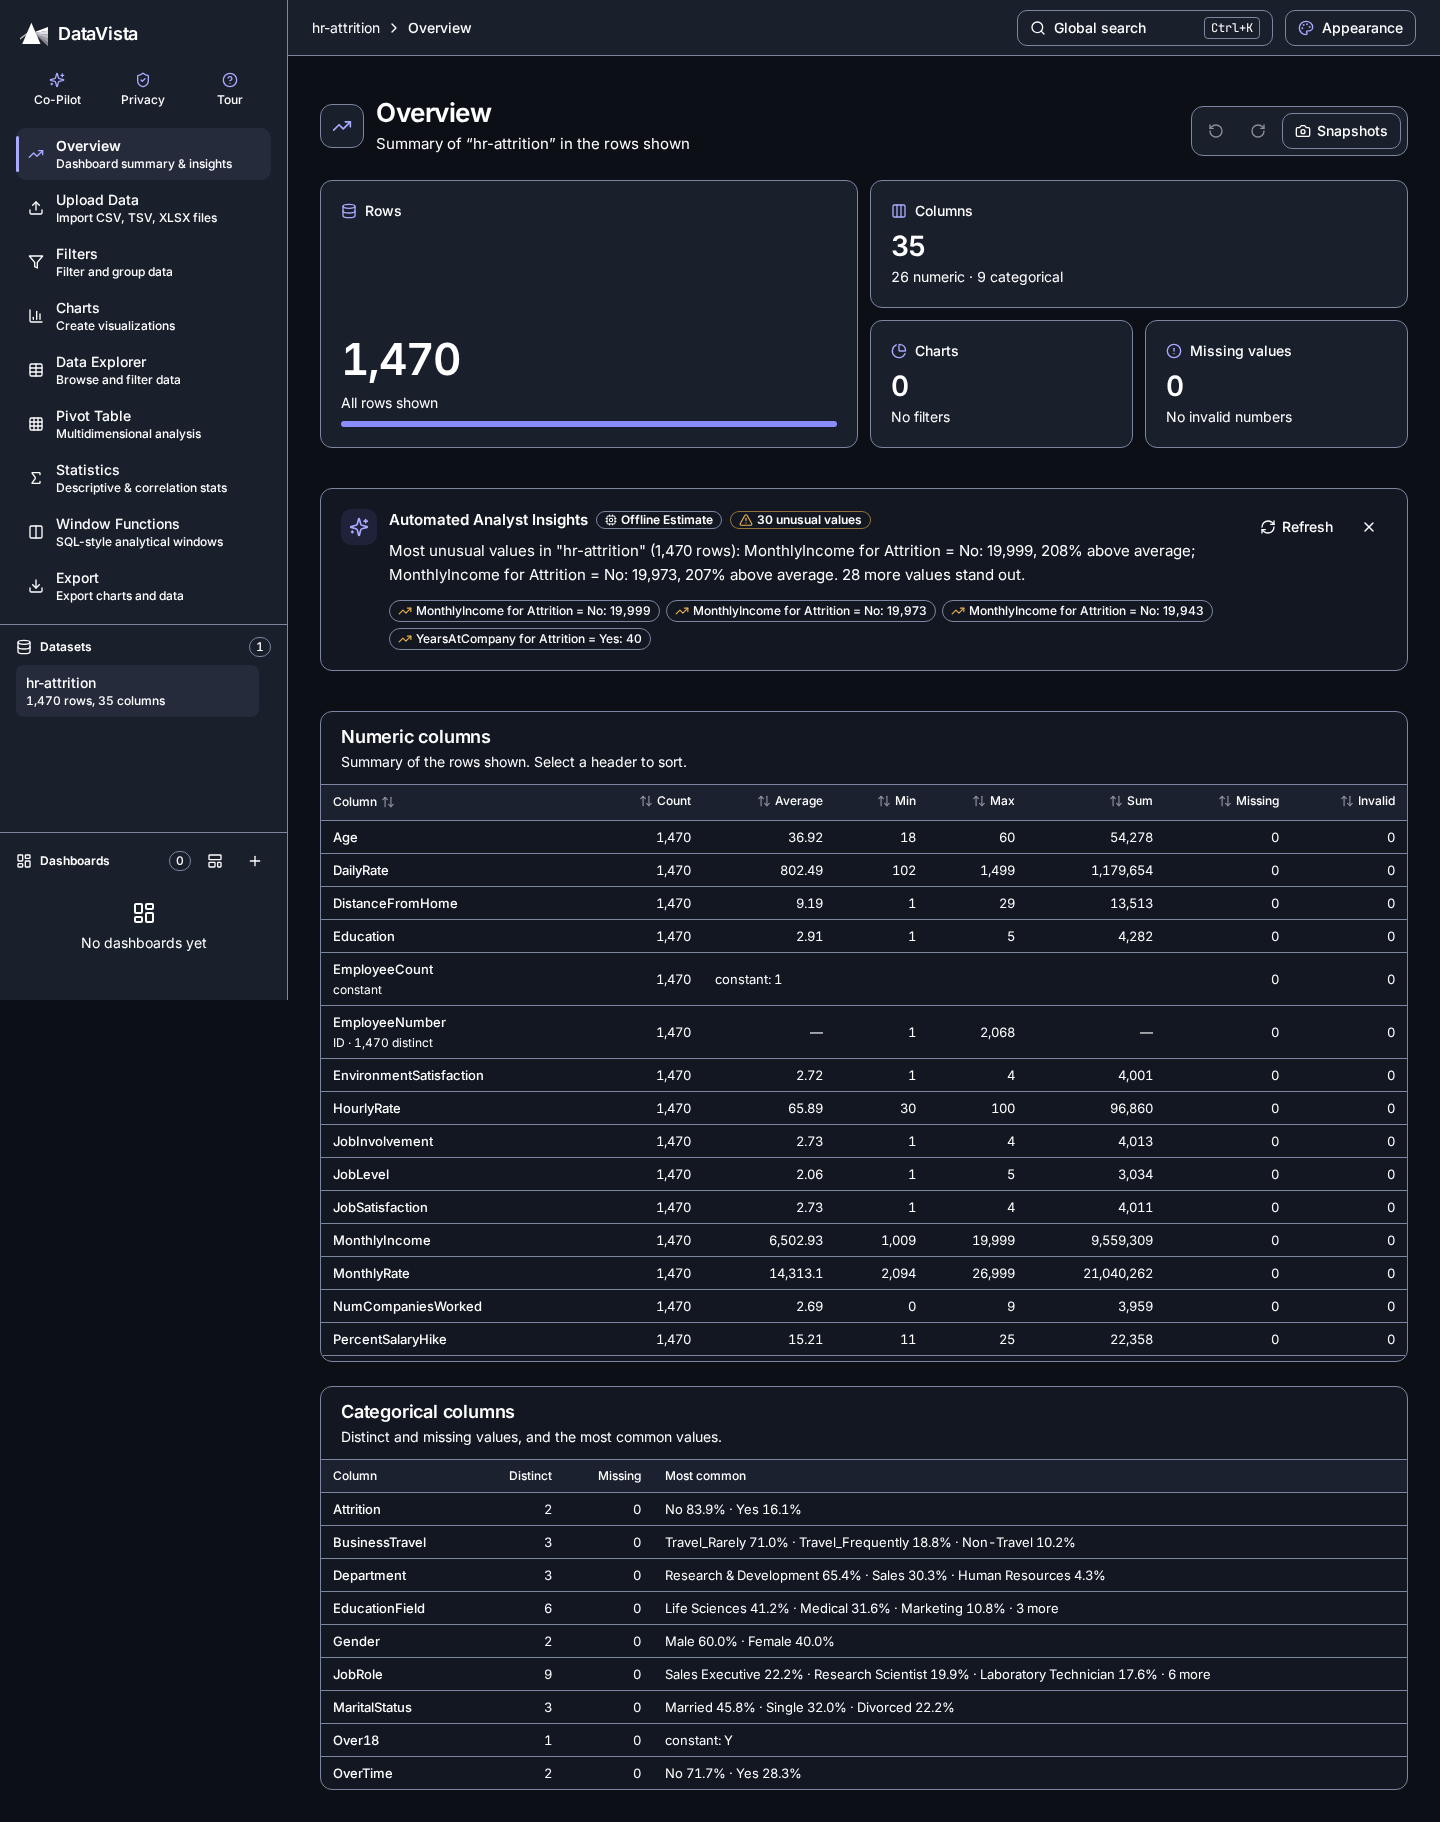 DataVista
Co-Pilot Privacy Tour
Overview
Dashboard summary & insights
Upload Data
Import CSV, TSV, XLSX files
Filters
Filter and group data
Charts
Create visualizations
Data Explorer
Browse and filter data
Pivot Table
Multidimensional analysis
Statistics
Descriptive & correlation stats
Window Functions
SQL-style analytical windows
Export
Export charts and data
Datasets 1
hr-attrition
1,470 rows, 35 columns
Dashboards 0
No dashboards yet
hr-attrition > Overview
Global search Ctrl+K
Appearance
Overview
Summary of “hr-attrition” in the rows shown
Snapshots
Rows
1,470
All rows shown
Columns
35
26 numeric · 9 categorical
Charts
0
No filters
Missing values
0
No invalid numbers
Automated Analyst Insights Offline Estimate 30 unusual values
Refresh
Most unusual values in "hr-attrition" (1,470 rows): MonthlyIncome for Attrition = No: 19,999, 208% above average;
MonthlyIncome for Attrition = No: 19,973, 207% above average. 28 more values stand out.
MonthlyIncome for Attrition = No: 19,999 MonthlyIncome for Attrition = No: 19,973 MonthlyIncome for Attrition = No: 19,943
YearsAtCompany for Attrition = Yes: 40
Numeric columns
Summary of the rows shown. Select a header to sort.
Column Count Average Min Max Sum Missing Invalid
Age 1,470 36.92 18 60 54,278 0 0
DailyRate 1,470 802.49 102 1,499 1,179,654 0 0
DistanceFromHome 1,470 9.19 1 29 13,513 0 0
Education 1,470 2.91 1 5 4,282 0 0
EmployeeCount
constant 1,470 constant: 1 0 0
EmployeeNumber
ID · 1,470 distinct 1,470 — 1 2,068 — 0 0
EnvironmentSatisfaction 1,470 2.72 1 4 4,001 0 0
HourlyRate 1,470 65.89 30 100 96,860 0 0
JobInvolvement 1,470 2.73 1 4 4,013 0 0
JobLevel 1,470 2.06 1 5 3,034 0 0
JobSatisfaction 1,470 2.73 1 4 4,011 0 0
MonthlyIncome 1,470 6,502.93 1,009 19,999 9,559,309 0 0
MonthlyRate 1,470 14,313.1 2,094 26,999 21,040,262 0 0
NumCompaniesWorked 1,470 2.69 0 9 3,959 0 0
PercentSalaryHike 1,470 15.21 11 25 22,358 0 0
Categorical columns
Distinct and missing values, and the most common values.
Column Distinct Missing Most common
Attrition 2 0 No 83.9% · Yes 16.1%
BusinessTravel 3 0 Travel_Rarely 71.0% · Travel_Frequently 18.8% · Non-Travel 10.2%
Department 3 0 Research & Development 65.4% · Sales 30.3% · Human Resources 4.3%
EducationField 6 0 Life Sciences 41.2% · Medical 31.6% · Marketing 10.8% · 3 more
Gender 2 0 Male 60.0% · Female 40.0%
JobRole 9 0 Sales Executive 22.2% · Research Scientist 19.9% · Laboratory Technician 17.6% · 6 more
MaritalStatus 3 0 Married 45.8% · Single 32.0% · Divorced 22.2%
Over18 1 0 constant: Y
OverTime 2 0 No 71.7% · Yes 28.3%